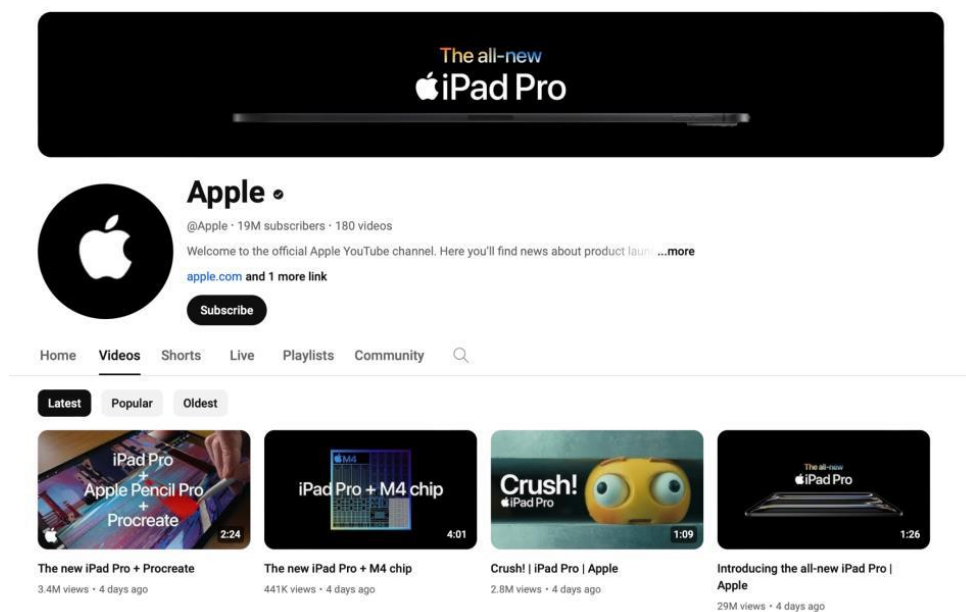 The all-new
iPad Pro
Apple
@Apple · 19M subscribers · 180 videos
Welcome to the official Apple YouTube channel. Here you'll find news about product laun ...more
apple.com and 1 more link
Subscribe
Home Videos Shorts Live Playlists Community
Latest Popular Oldest
iPad Pro
+
Apple Pencil Pro
+
Procreate
2:24
M4
iPad Pro + M4 chip
4:01
Crush!
iPad Pro
1:09
The all-new
iPad Pro
1:26
The new iPad Pro + Procreate
3.4M views • 4 days ago
The new iPad Pro + M4 chip
441K views • 4 days ago
Crush! | iPad Pro | Apple
2.8M views • 4 days ago
Introducing the all-new iPad Pro |
Apple
29M views • 4 days ago